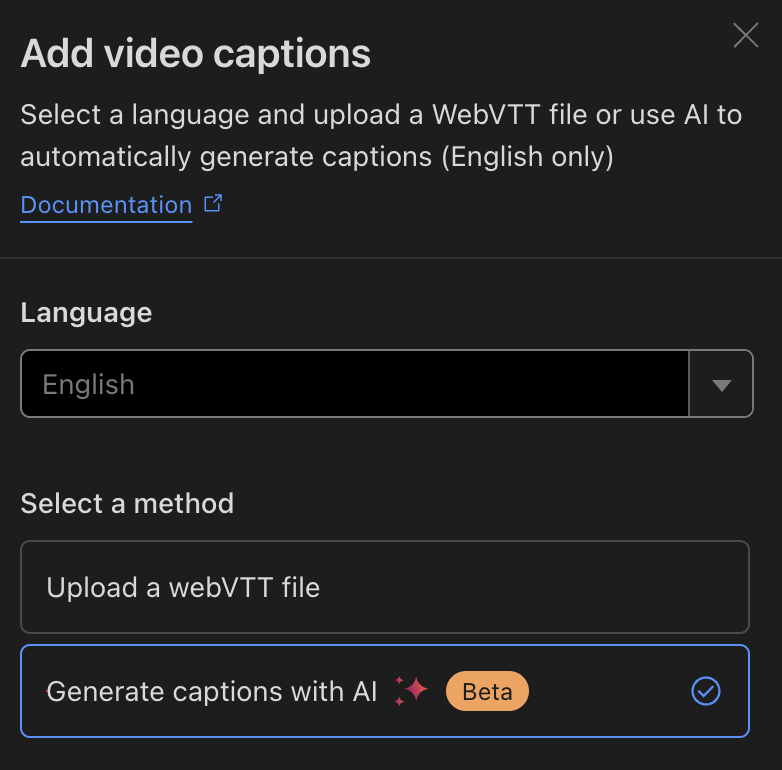 Add video captions
Select a language and upload a WebVTT file or use AI to
automatically generate captions (English only)
Documentation
Language
English
Select a method
Upload a webVTT file
Generate captions with AI Beta